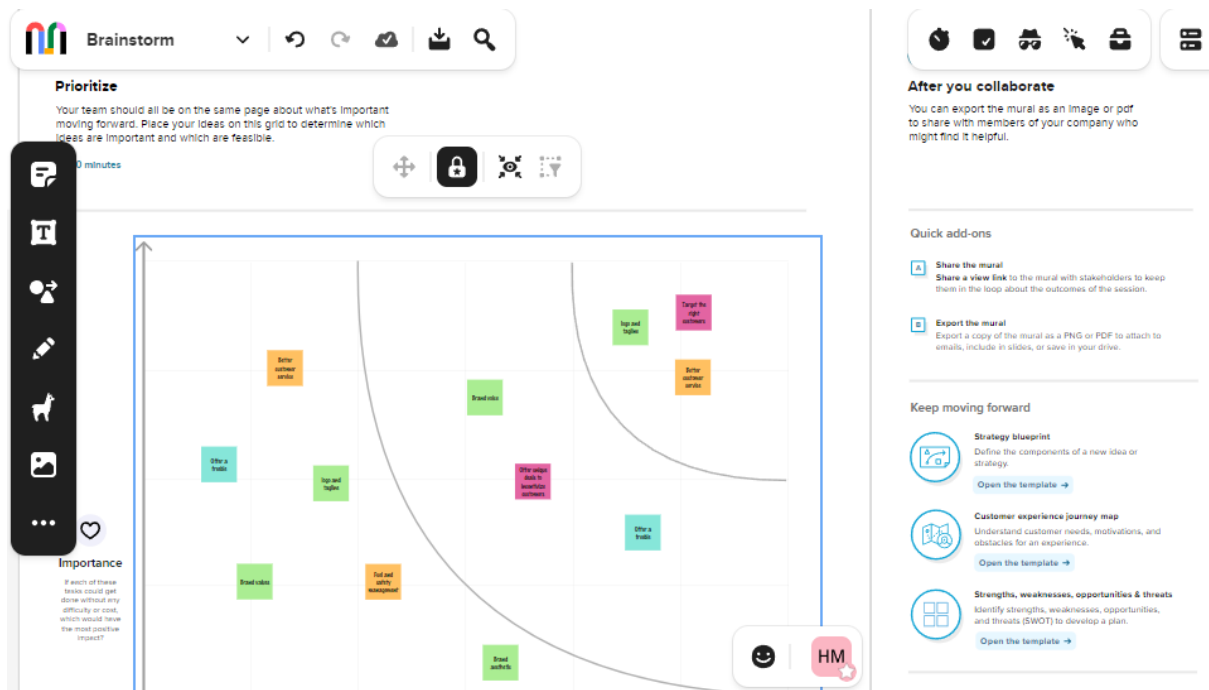 Brainstorm
Prioritize
Your team should all be on the same page about what's important
moving forward. Place your ideas on this grid to determine which
ideas are important and which are feasible.
0 minutes
Importance
If each of these
tasks could get
done without any
difficulty or cost,
which would have
the most positive
impact?
Target the
right
customers
logo and
tagline
Better
customer
service
Better
customer
service
Brand voice
Offer a
freebie
logo and
tagline
Offer unique
deals to
incentivize
customers
Offer a
freebie
Brand values
Food and
safety
management
Brand
aesthetic
HM
After you collaborate
You can export the mural as an image or pdf
to share with members of your company who
might find it helpful.
Quick add-ons
A
Share the mural
Share a view link to the mural with stakeholders to keep
them in the loop about the outcomes of the session.
B
Export the mural
Export a copy of the mural as a PNG or PDF to attach to
emails, include in slides, or save in your drive.
Keep moving forward
Strategy blueprint
Define the components of a new idea or
strategy.
Open the template →
Customer experience journey map
Understand customer needs, motivations, and
obstacles for an experience.
Open the template →
Strengths, weaknesses, opportunities & threats
Identify strengths, weaknesses, opportunities,
and threats (SWOT) to develop a plan.
Open the template →